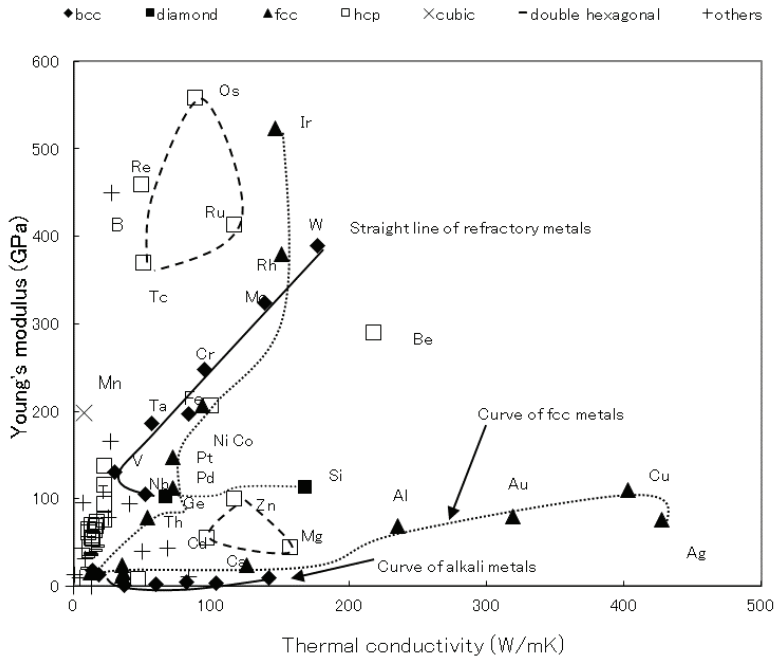 bcc diamond fcc hcp cubic double hexagonal others
600
Os
Ir
500
Re
B
Ru
W
Straight line of refractory metals
400
Rh
Tc
Mo
300
Be
Cr
Mn
Ta
Fe
Curve of fcc metals
200
Ni Co
V
Pt
Pd
Si
Nb
Ge
Zn
Al
Au
Cu
100
Th
Cd
Mg
Ag
Ca
Curve of alkali metals
0
0 100 200 300 400 500
Young's modulus (GPa)
Thermal conductivity (W/mK)